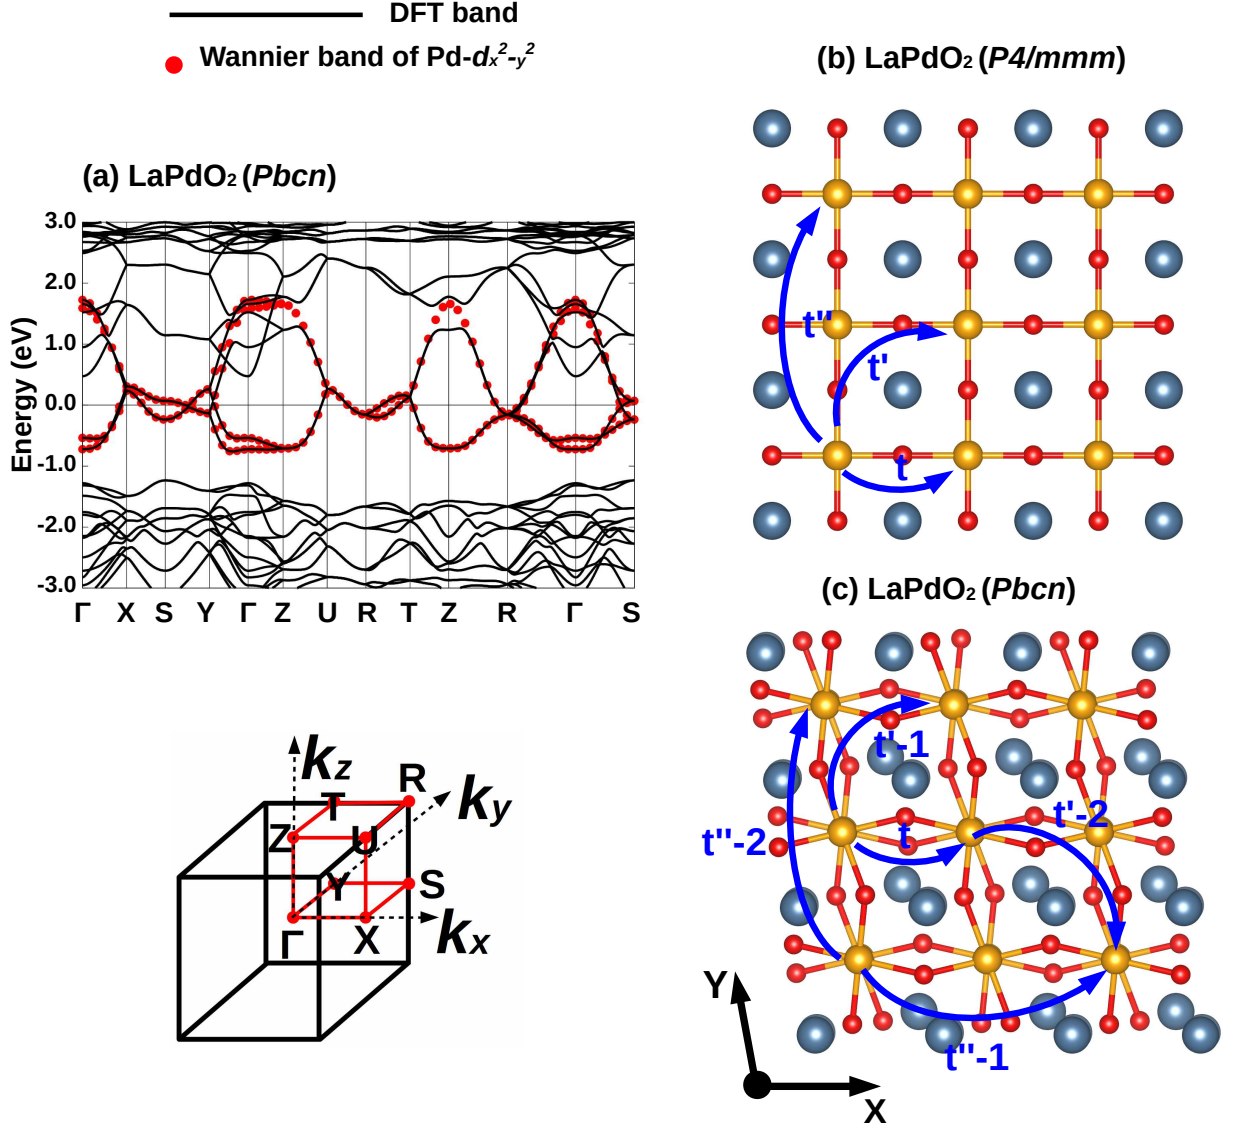 DFT band
Wannier band of Pd-dx²-y²
(a) LaPdO₂ (Pbcn)
Energy (eV)
3.0
2.0
1.0
0.0
-1.0
-2.0
-3.0
Γ X S Y Γ Z U R T Z R Γ S
kz
ky
kx
R
T
Z
U
Y
S
Γ
X
(b) LaPdO₂ (P4/mmm)
t''
t'
t
(c) LaPdO₂ (Pbcn)
t'-1
t'-2
t
t''-2
t''-1
Y
X